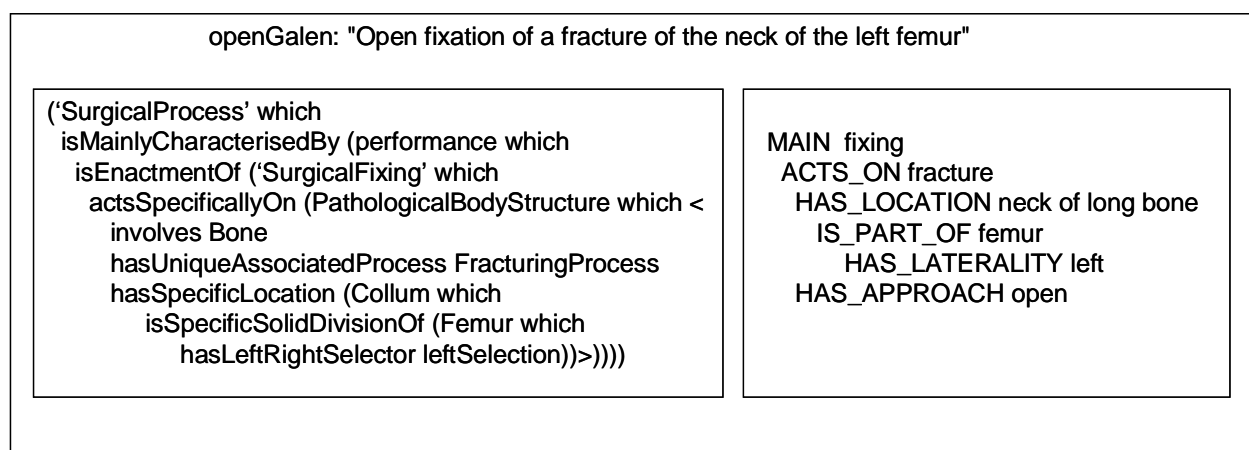 openGalen: "Open fixation of a fracture of the neck of the left femur"
(‘SurgicalProcess’ which
isMainlyCharacterisedBy (performance which
isEnactmentOf (‘SurgicalFixing’ which
actsSpecificallyOn (PathologicalBodyStructure which <
involves Bone
hasUniqueAssociatedProcess FracturingProcess
hasSpecificLocation (Collum which
isSpecificSolidDivisionOf (Femur which
hasLeftRightSelector leftSelection))>))))
MAIN fixing
ACTS_ON fracture
HAS_LOCATION neck of long bone
IS_PART_OF femur
HAS_LATERALITY left
HAS_APPROACH open